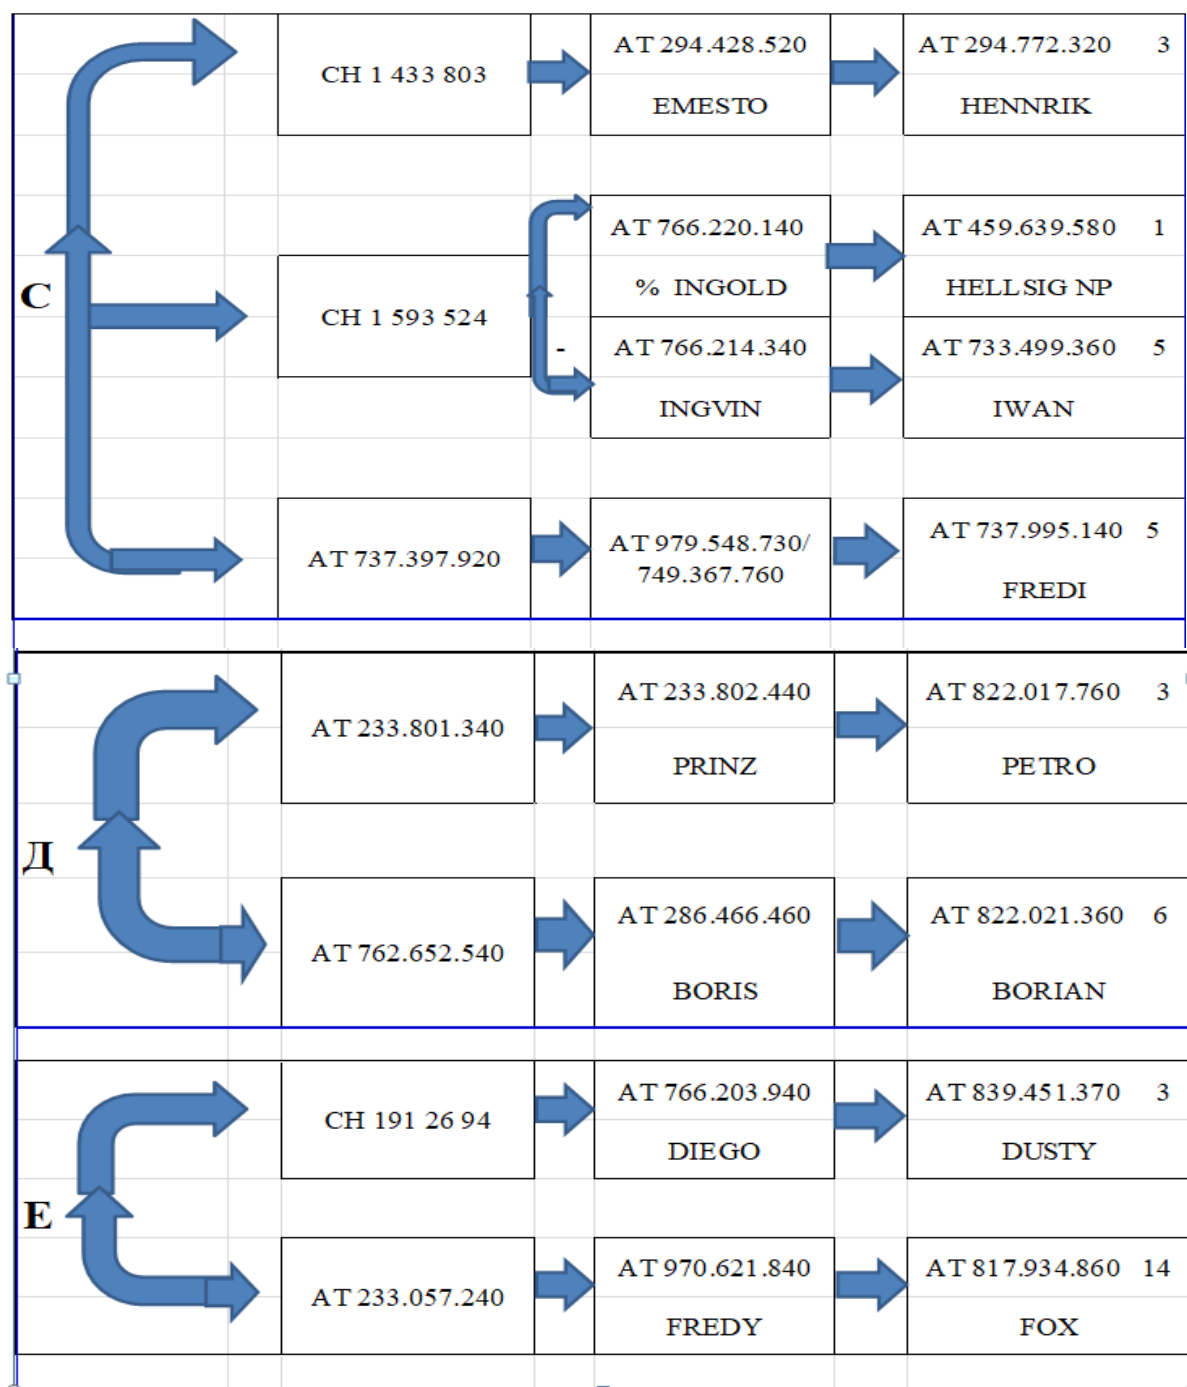 CH 1 433 803
AT 294.428.520
EMESTO
AT 294.772.320 3
HENNRIK
С
CH 1 593 524
-
AT 766.220.140
% INGOLD
AT 459.639.580 1
HELLSIG NP
AT 766.214.340
INGVIN
AT 733.499.360 5
IWAN
AT 737.397.920
AT 979.548.730/
749.367.760
AT 737.995.140 5
FREDI
Д
AT 233.801.340
AT 233.802.440
PRINZ
AT 822.017.760 3
PETRO
AT 762.652.540
AT 286.466.460
BORIS
AT 822.021.360 6
BORIAN
Е
CH 191 26 94
AT 766.203.940
DIEGO
AT 839.451.370 3
DUSTY
AT 233.057.240
AT 970.621.840
FREDY
AT 817.934.860 14
FOX